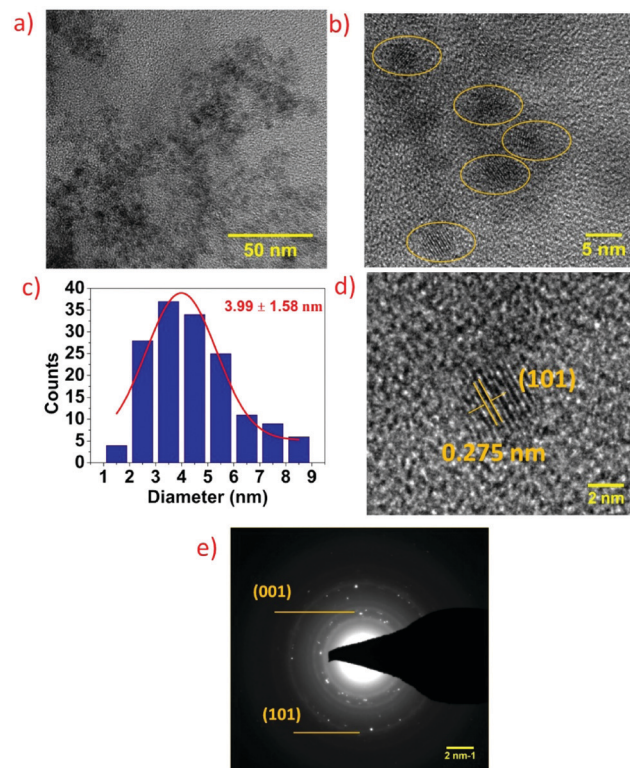 a)
50 nm
b)
5 nm
c)
40
35
30
25
20
15
10
5
0
Counts
3.99 ± 1.58 nm
1 2 3 4 5 6 7 8 9
Diameter (nm)
d)
(101)
0.275 nm
2 nm
e)
(001)
(101)
2 nm-1